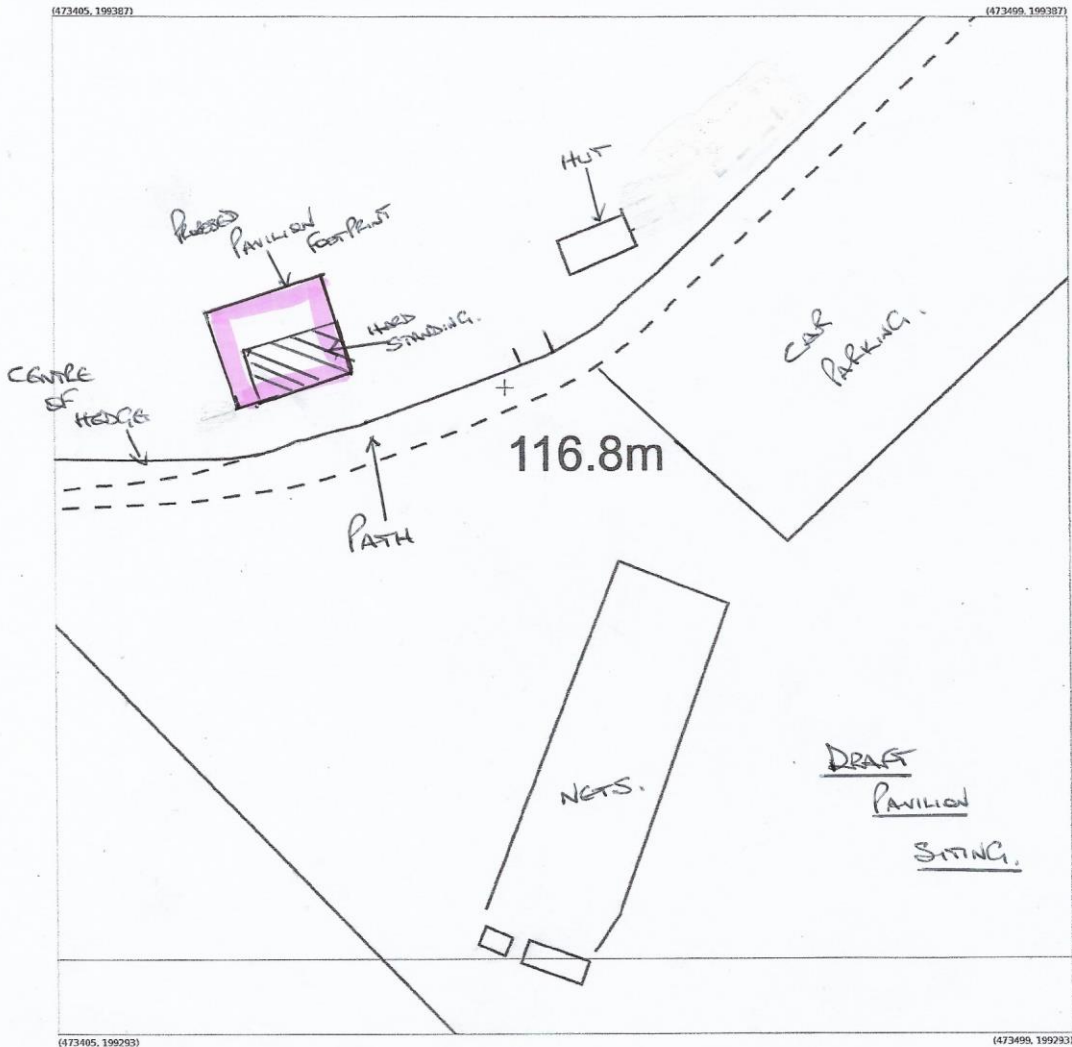 (473405, 199387)
(473499, 199387)
HUT
PROPOSED
PAVILION
FOOTPRINT
HARD
STANDING.
CAR
PARKING.
CENTRE
OF
HEDGE
116.8m
PATH
NETS.
DRAFT
PAVILION
SITING.
(473405, 199293)
(473499, 199293)